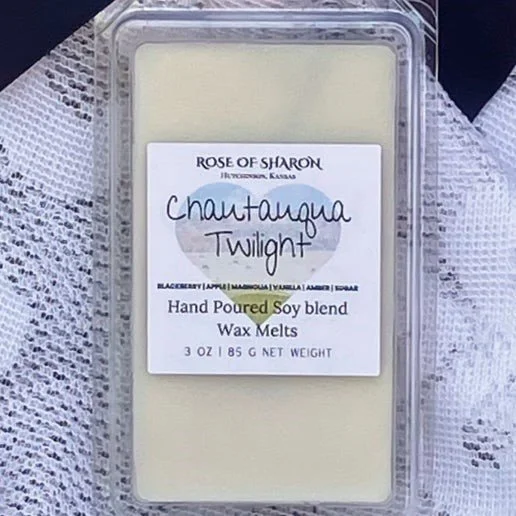 ROSE OF SHARON
HUTCHINSON, KANSAS
Chautauqua
Twilight
BLACKBERRY | APPLE | MAGNOLIA | VANILLA | AMBER | SUGAR
Hand Poured Soy blend
Wax Melts
3 OZ | 85 G NET WEIGHT